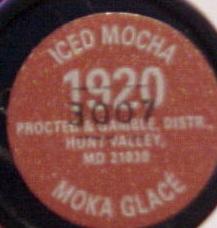 ICED MOCHA
1920
3007
PROCTER & GAMBLE, DISTR.,
HUNT VALLEY,
MD 21030
MOKA GLACÉ